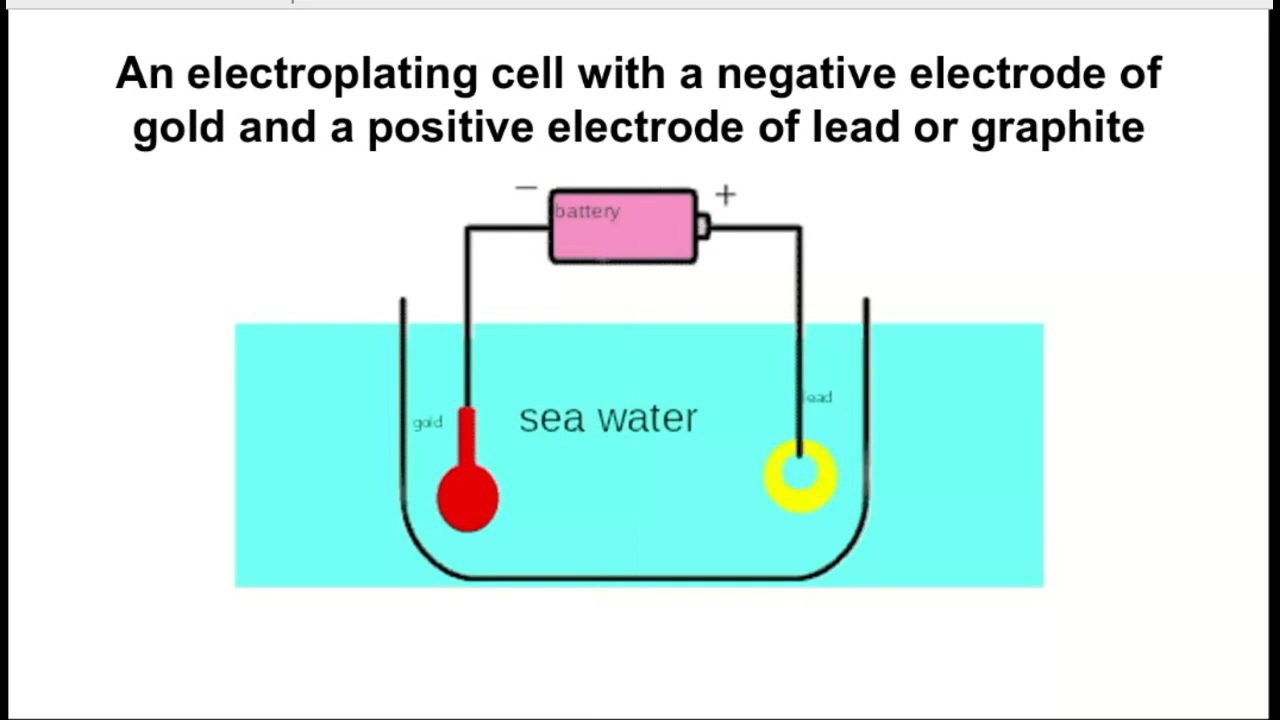 An electroplating cell with a negative electrode of
gold and a positive electrode of lead or graphite
− +
battery
lead
gold sea water